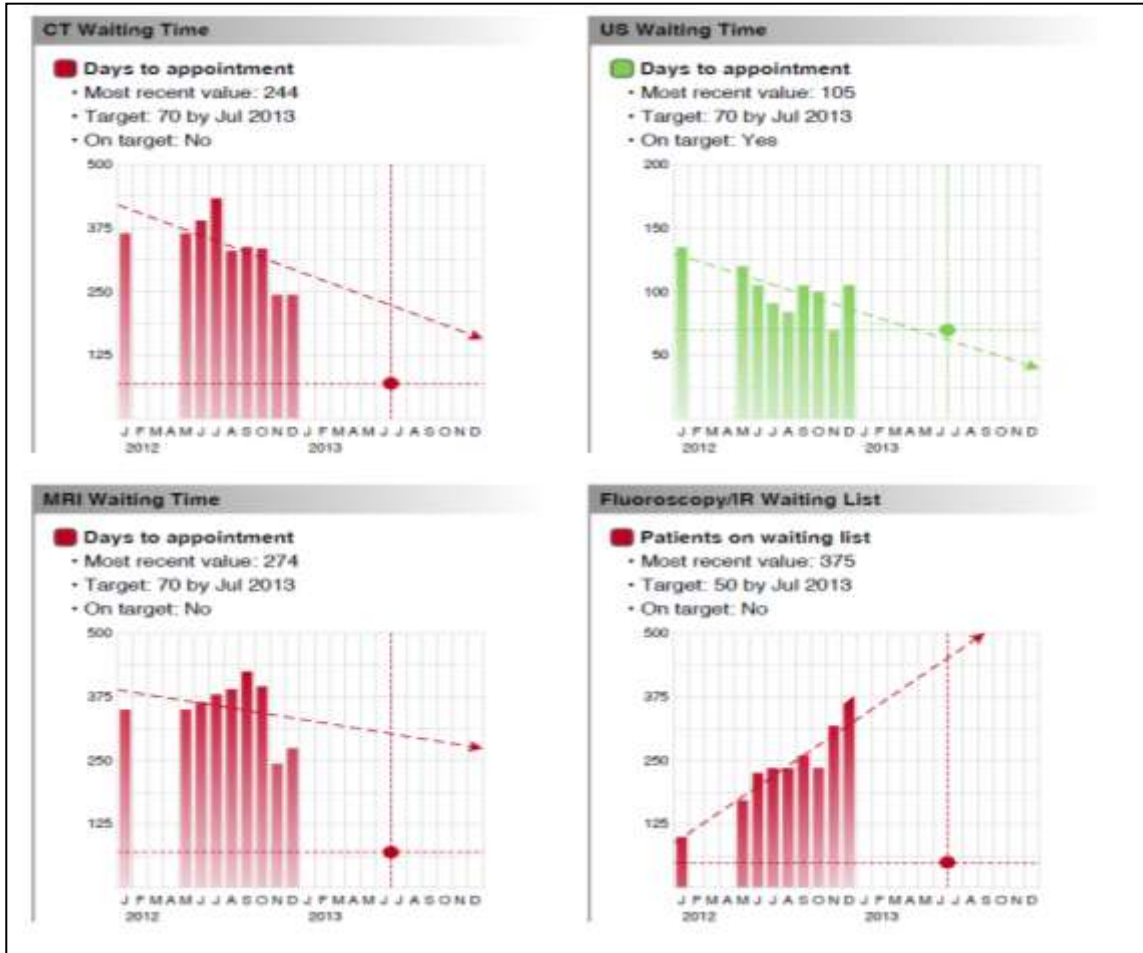 CT Waiting Time
Days to appointment
• Most recent value: 244
• Target: 70 by Jul 2013
• On target: No
500
375
250
125
J F M A M J J A S O N D J F M A M J J A S O N D
2012 2013
US Waiting Time
Days to appointment
• Most recent value: 105
• Target: 70 by Jul 2013
• On target: Yes
200
150
100
50
J F M A M J J A S O N D J F M A M J J A S O N D
2012 2013
MRI Waiting Time
Days to appointment
• Most recent value: 274
• Target: 70 by Jul 2013
• On target: No
500
375
250
125
J F M A M J J A S O N D J F M A M J J A S O N D
2012 2013
Fluoroscopy/IR Waiting List
Patients on waiting list
• Most recent value: 375
• Target: 50 by Jul 2013
• On target: No
500
375
250
125
J F M A M J J A S O N D J F M A M J J A S O N D
2012 2013